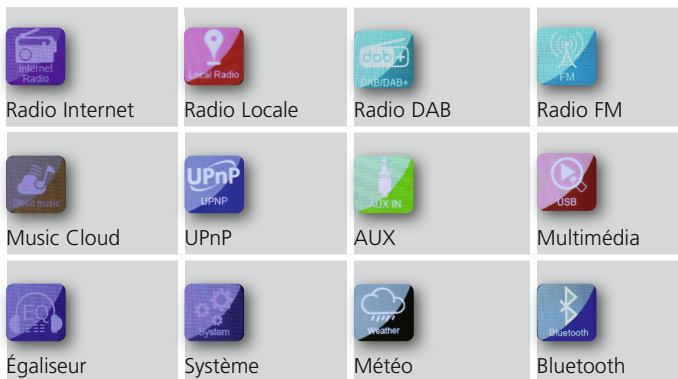 Internet
Radio
Radio Internet
Local Radio
Radio Locale
dab+
DAB/DAB+
Radio DAB
FM
Radio FM
Cloud music
Music Cloud
UPnP
UPNP
UPnP
AUX IN
AUX
USB
Multimédia
EQ
Égaliseur
System
Système
Weather
Météo
Bluetooth
Bluetooth